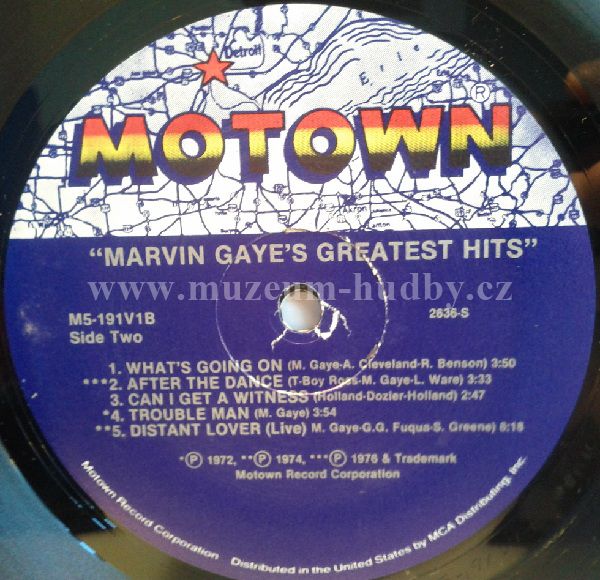 Detroit
Erie
MOTOWN®
Akron
Canton
"MARVIN GAYE'S GREATEST HITS"
www.muzeum-hudby.cz
M5-191V1B
2636-S
Side Two
1. WHAT'S GOING ON (M. Gaye-A. Cleveland-R. Benson) 3:50
***2. AFTER THE DANCE (T-Boy Ross-M. Gaye-L. Ware) 3:33
3. CAN I GET A WITNESS (Holland-Dozier-Holland) 2:47
*4. TROUBLE MAN (M. Gaye) 3:54
**5. DISTANT LOVER (Live) M. Gaye-G.G. Fuqua-S. Greene) 6:18
*Ⓟ 1972, **Ⓟ 1974, ***Ⓟ 1976 & Trademark
Motown Record Corporation
Motown Record Corporation Distributed in the United States by MCA Distributing, Inc.